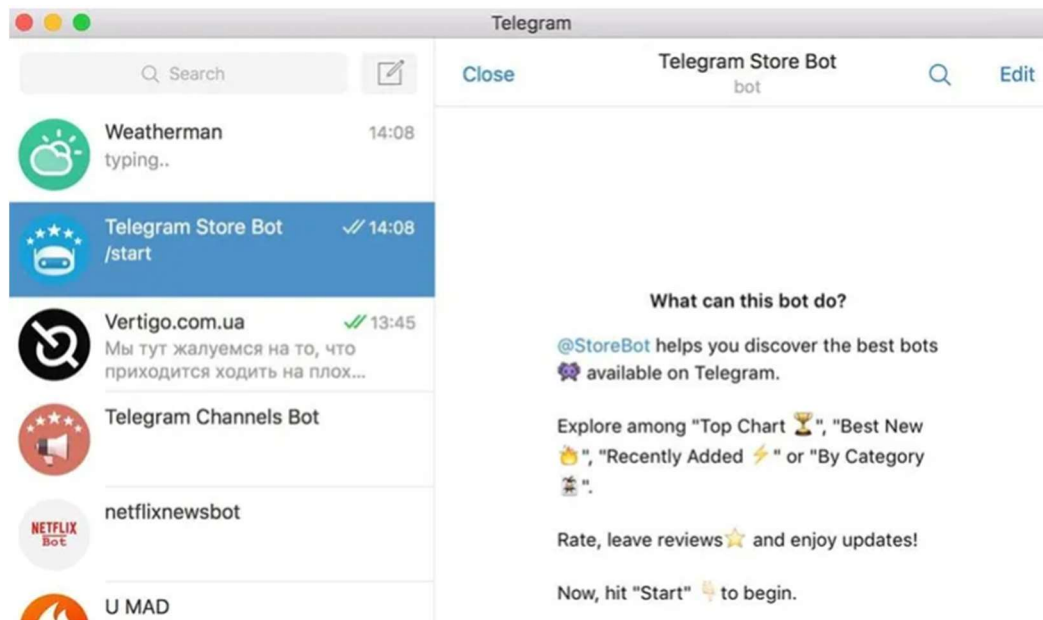 Telegram
Search
Close
Telegram Store Bot
bot
Edit
Weatherman
14:08
typing..
Telegram Store Bot
14:08
/start
Vertigo.com.ua
13:45
Мы тут жалуемся на то, что
приходится ходить на плох...
Telegram Channels Bot
NETFLIX
Bot
netflixnewsbot
U MAD
What can this bot do?
@StoreBot helps you discover the best bots
👾 available on Telegram.
Explore among "Top Chart 🏆", "Best New
🔥", "Recently Added ⚡" or "By Category
🃏".
Rate, leave reviews⭐ and enjoy updates!
Now, hit "Start" 👇 to begin.